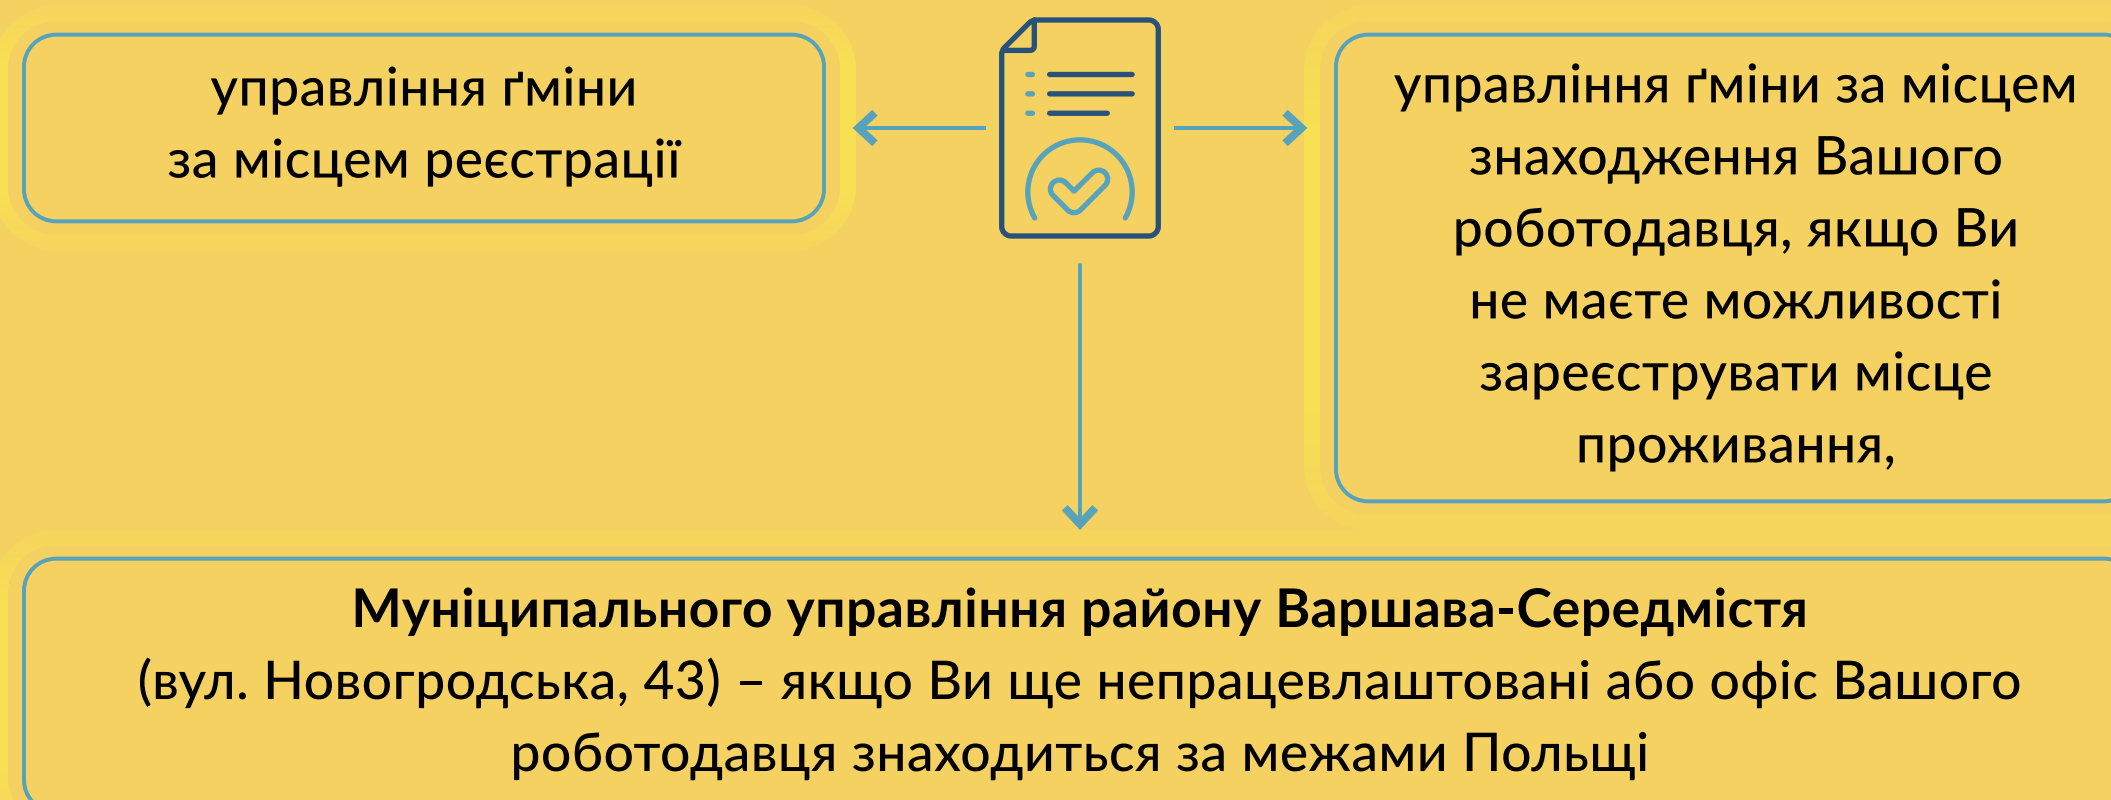 управління ґміни
за місцем реєстрації
управління ґміни за місцем
знаходження Вашого
роботодавця, якщо Ви
не маєте можливості
зареєструвати місце
проживання,
Муніципального управління району Варшава-Середмістя
(вул. Новогродська, 43) – якщо Ви ще непрацевлаштовані або офіс Вашого
роботодавця знаходиться за межами Польщі